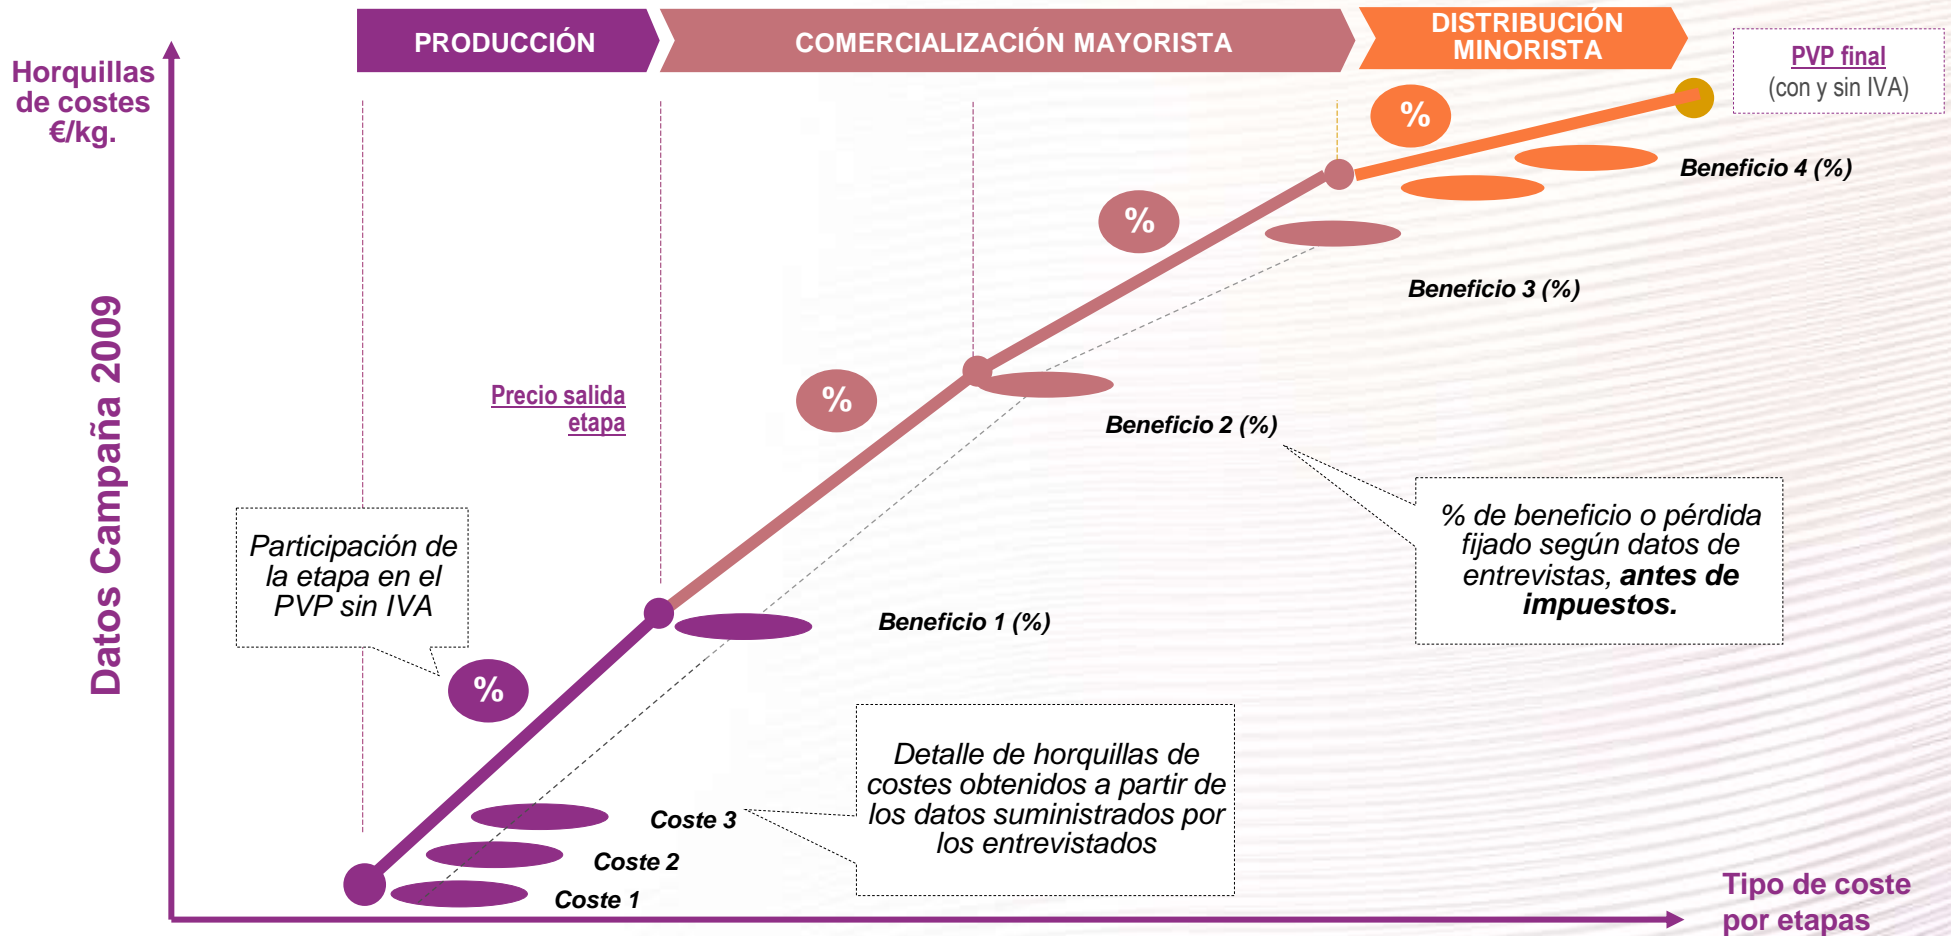 PRODUCCIÓN
COMERCIALIZACIÓN MAYORISTA
DISTRIBUCIÓN
MINORISTA
PVP final
(con y sin IVA)
Horquillas
de costes
€/kg.
%
Beneficio 4 (%)
%
Beneficio 3 (%)
Datos Campaña 2009
Precio salida
etapa
%
Beneficio 2 (%)
% de beneficio o pérdida
fijado según datos de
entrevistas, antes de
impuestos.
Participación de
la etapa en el
PVP sin IVA
Beneficio 1 (%)
%
Detalle de horquillas de
costes obtenidos a partir de
los datos suministrados por
los entrevistados
Coste 3
Coste 2
Coste 1
Tipo de coste
por etapas